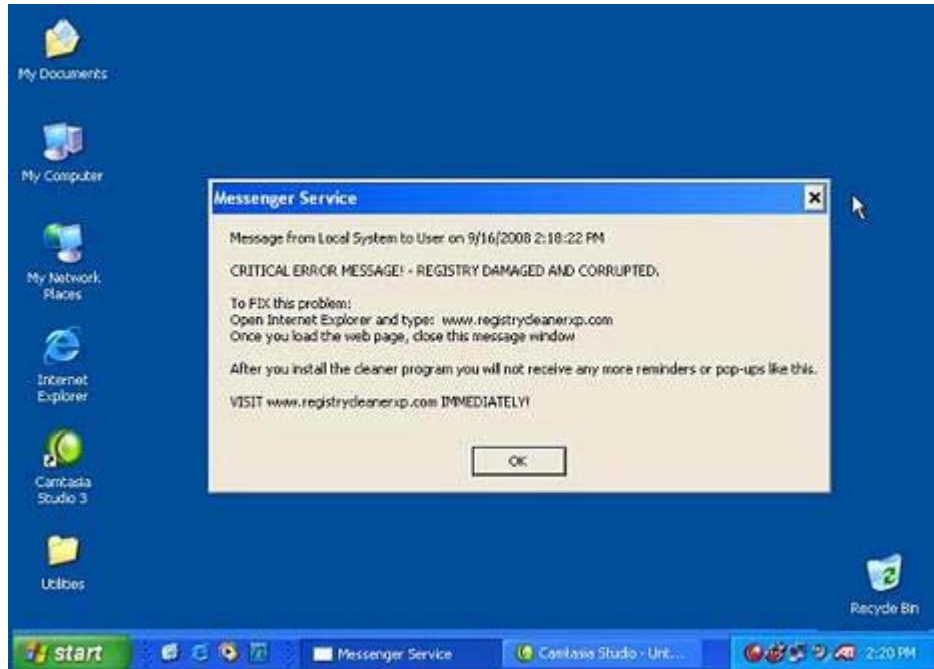 My Documents
My Computer
My Network
Places
Internet
Explorer
Camtasia
Studio 3
Utilities
Messenger Service
Message from Local System to User on 9/16/2008 2:18:22 PM
CRITICAL ERROR MESSAGE! - REGISTRY DAMAGED AND CORRUPTED.
To FIX this problem:
Open Internet Explorer and type: www.registrycleanerxp.com
Once you load the web page, close this message window
After you install the cleaner program you will not receive any more reminders or pop-ups like this.
VISIT www.registrycleanerxp.com IMMEDIATELY!
OK
Recycle Bin
start
Messenger Service
Camtasia Studio - Unt...
2:20 PM